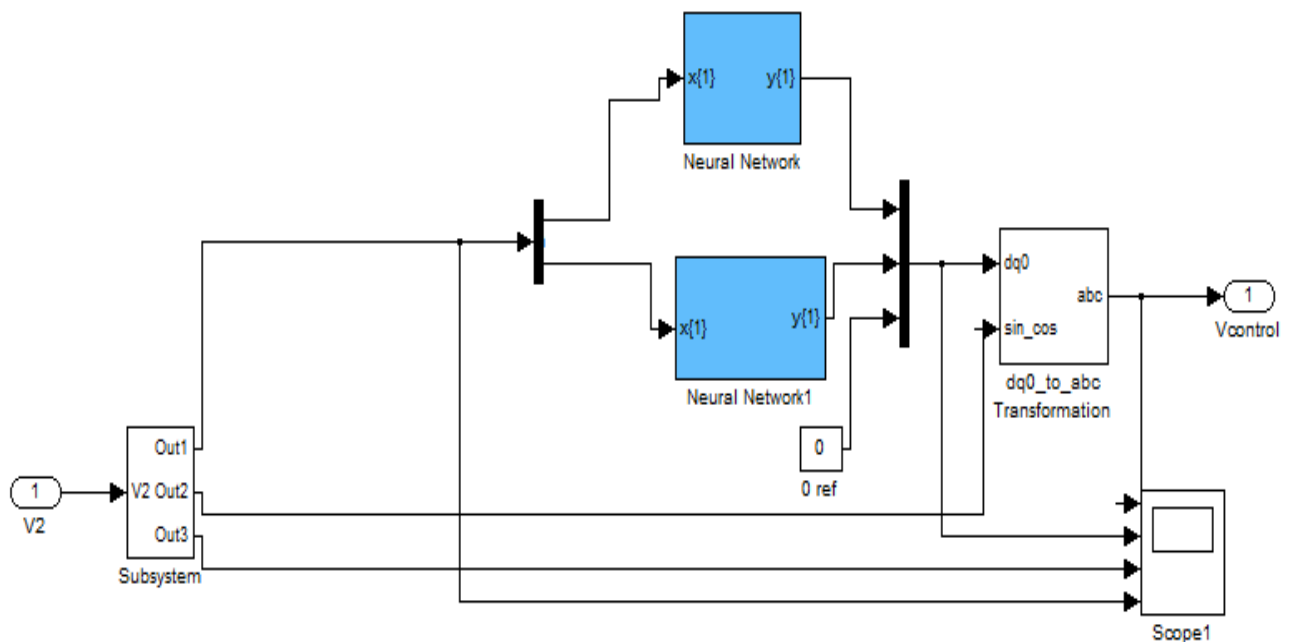 x{1} y{1}
Neural Network
x{1} y{1}
Neural Network1
dq0
abc
sin_cos
dq0_to_abc
Transformation
1
Vcontrol
0
0 ref
Out1
V2 Out2
Out3
Subsystem
1
V2
Scope1